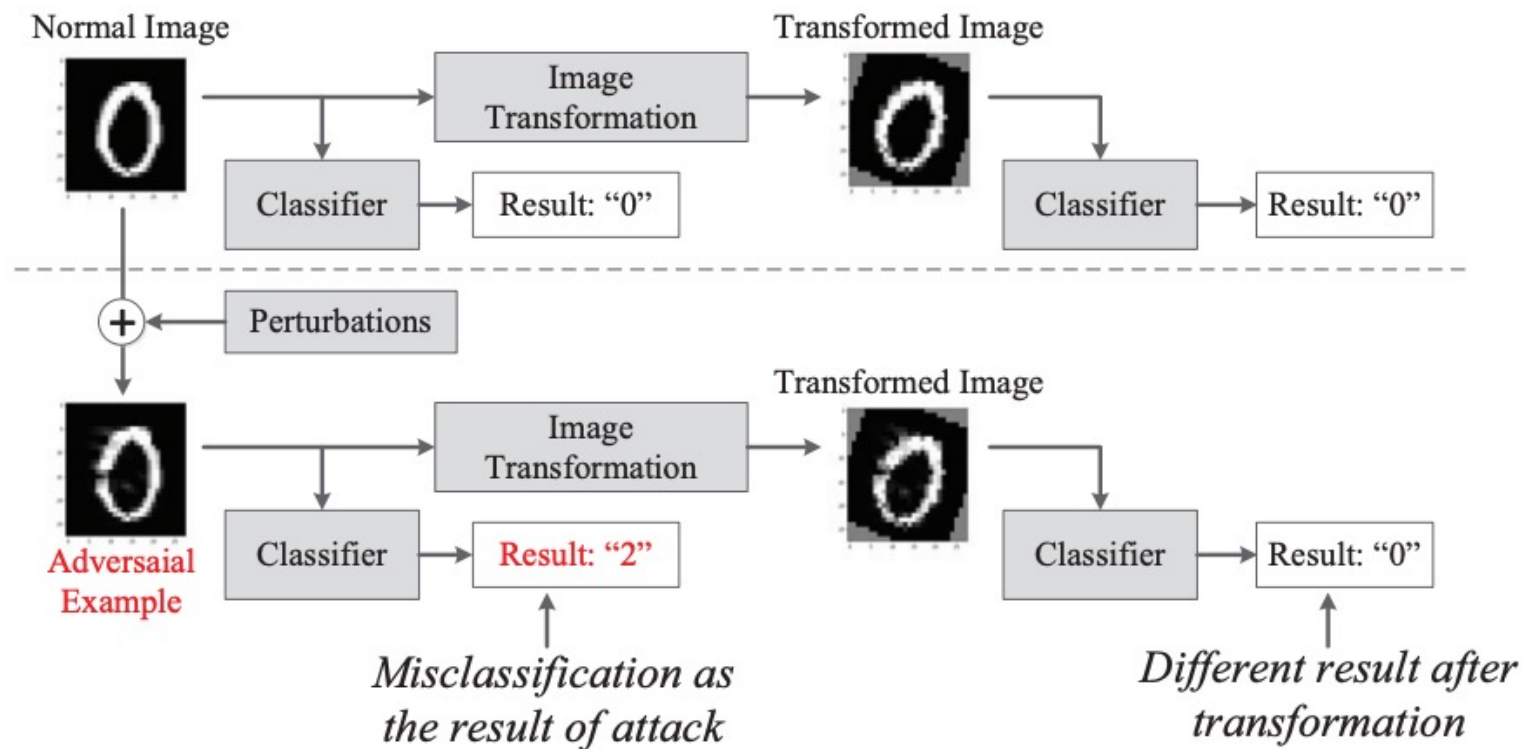 Normal Image
Transformed Image
Image
Transformation
Classifier
Result: “0”
Classifier
Result: “0”
+
Perturbations
Transformed Image
Image
Transformation
Adversaial
Example
Classifier
Result: “2”
Classifier
Result: “0”
Misclassification as
the result of attack
Different result after
transformation